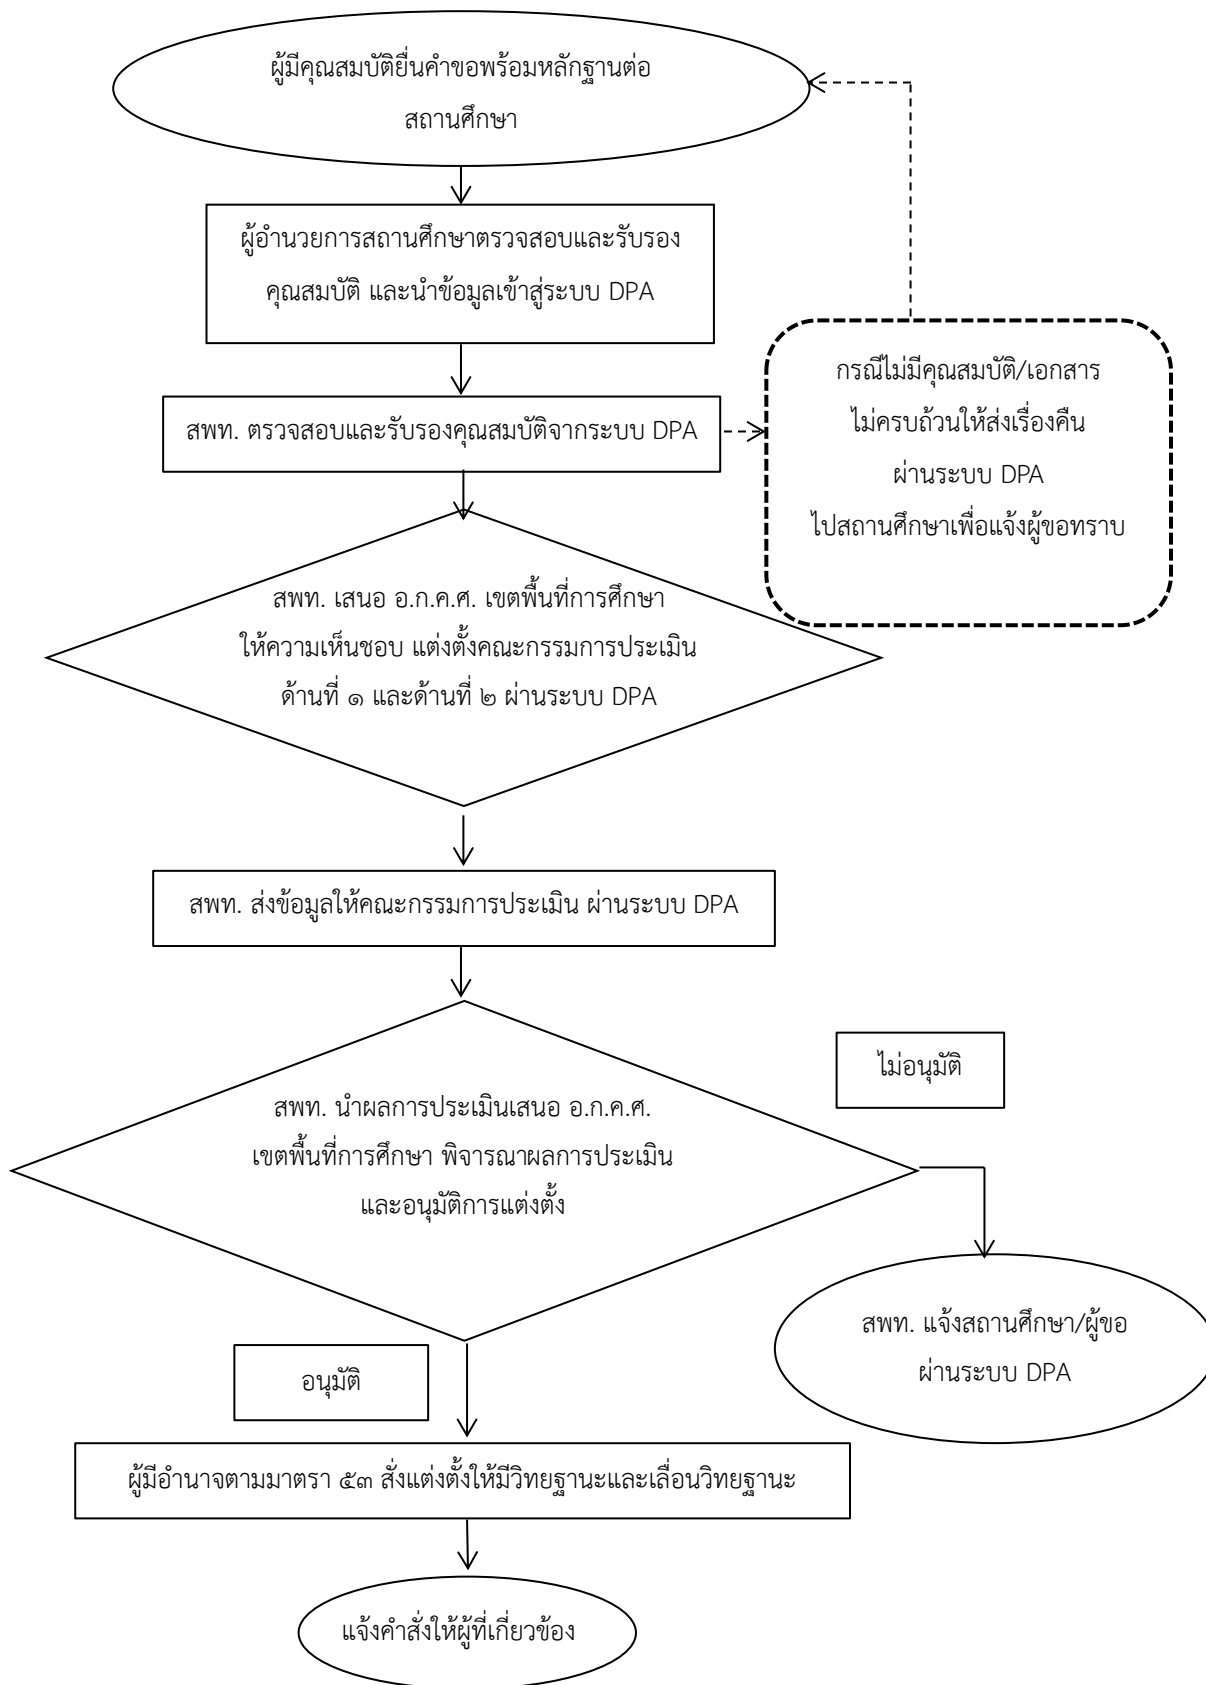 ผู้มีคุณสมบัติยื่นคำขอพร้อมหลักฐานต่อ
สถานศึกษา
ผู้อำนวยการสถานศึกษาตรวจสอบและรับรอง
คุณสมบัติ และนำข้อมูลเข้าสู่ระบบ DPA
สพท. ตรวจสอบและรับรองคุณสมบัติจากระบบ DPA
กรณีไม่มีคุณสมบัติ/เอกสาร
ไม่ครบถ้วนให้ส่งเรื่องคืน
ผ่านระบบ DPA
ไปสถานศึกษาเพื่อแจ้งผู้ขอทราบ
สพท. เสนอ อ.ก.ค.ศ. เขตพื้นที่การศึกษา
ให้ความเห็นชอบ แต่งตั้งคณะกรรมการประเมิน
ด้านที่ ๑ และด้านที่ ๒ ผ่านระบบ DPA
สพท. ส่งข้อมูลให้คณะกรรมการประเมิน ผ่านระบบ DPA
สพท. นำผลการประเมินเสนอ อ.ก.ค.ศ.
เขตพื้นที่การศึกษา พิจารณาผลการประเมิน
และอนุมัติการแต่งตั้ง
ไม่อนุมัติ
สพท. แจ้งสถานศึกษา/ผู้ขอ
ผ่านระบบ DPA
อนุมัติ
ผู้มีอำนาจตามมาตรา ๕๓ สั่งแต่งตั้งให้มีวิทยฐานะและเลื่อนวิทยฐานะ
แจ้งคำสั่งให้ผู้ที่เกี่ยวข้อง